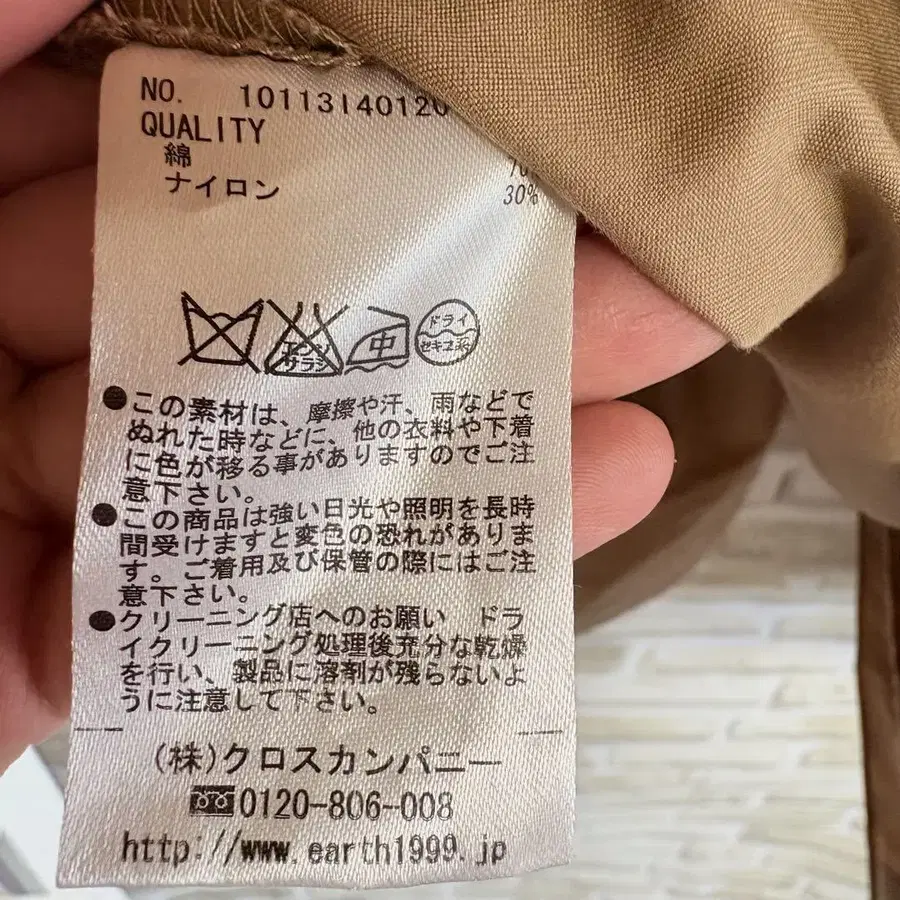 NO. 10113140120
QUALITY
綿
ナイロン 30%
エンソ
サラシ
中
ドライ
セキユ系
●この素材は、摩擦や汗、雨などで
ぬれた時などに、他の衣料や下着
に色が移る事がありますのでご注
意下さい。
●この商品は強い日光や照明を長時
間受けますと変色の恐れがありま
す。ご着用及び保管の際にはご注
意下さい。
●クリーニング店へのお願い ドラ
イクリーニング処理後充分な乾燥
を行い、製品に溶剤が残らないよ
うに注意して下さい。
(株)クロスカンパニー
0120-806-008
http://www.earth1999.jp